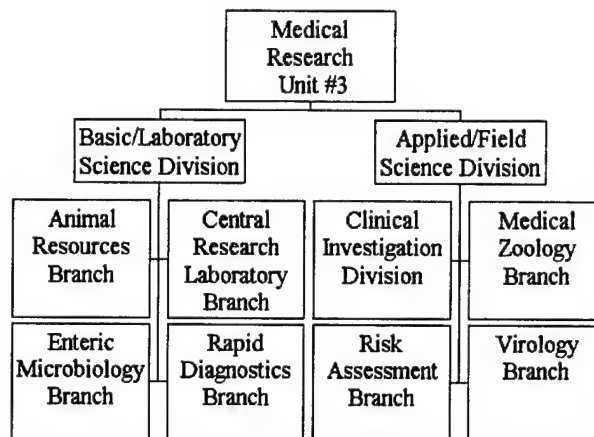 Medical
Research
Unit #3
Basic/Laboratory
Science Division
Applied/Field
Science Division
Animal
Resources
Branch
Central
Research
Laboratory
Branch
Clinical
Investigation
Division
Medical
Zoology
Branch
Enteric
Microbiology
Branch
Rapid
Diagnostics
Branch
Risk
Assessment
Branch
Virology
Branch